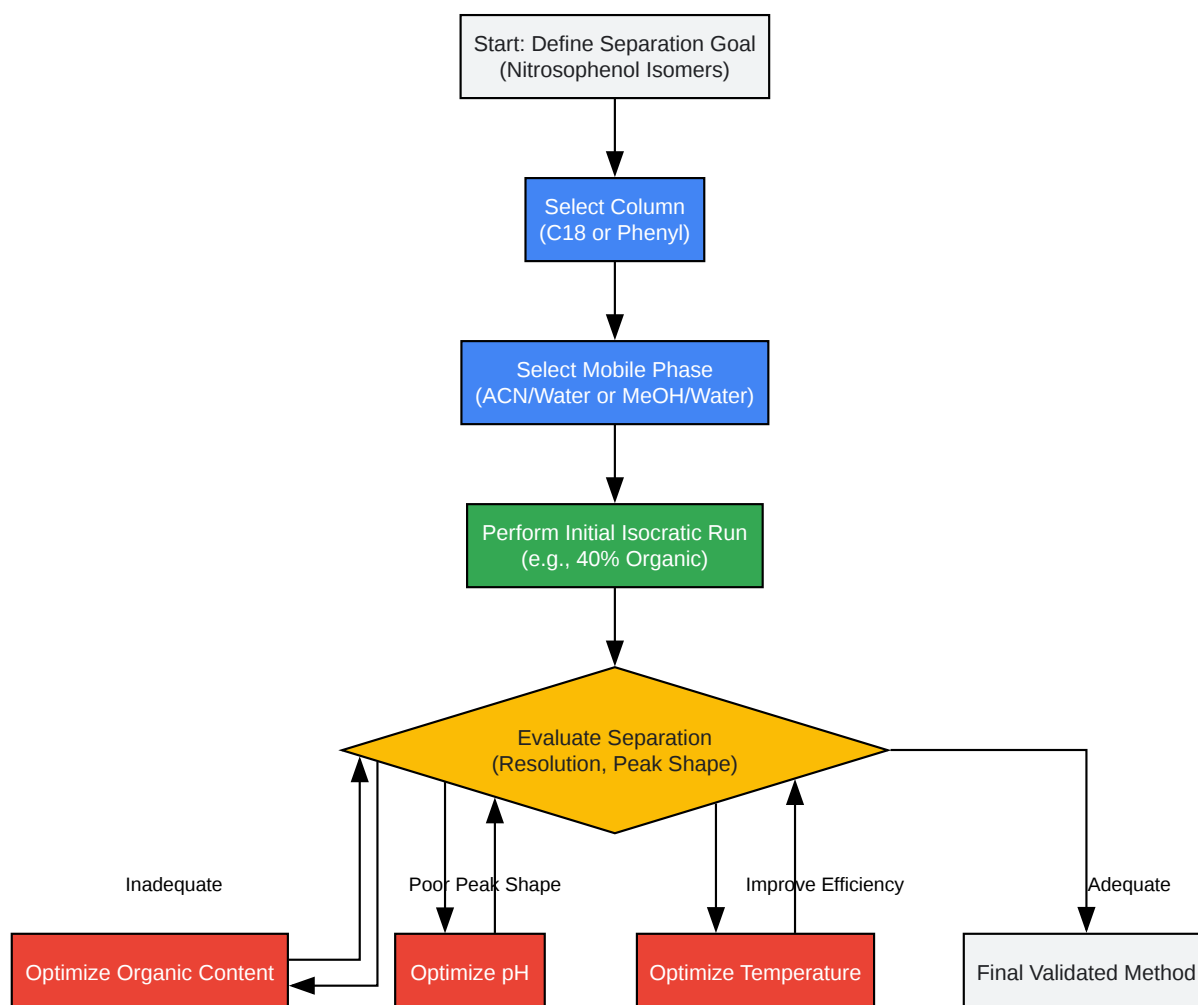 Start: Define Separation Goal
(Nitrosophenol Isomers)
Select Column
(C18 or Phenyl)
Select Mobile Phase
(ACN/Water or MeOH/Water)
Perform Initial Isocratic Run
(e.g., 40% Organic)
Evaluate Separation
(Resolution, Peak Shape)
Inadequate
Poor Peak Shape
Improve Efficiency
Adequate
Optimize Organic Content
Optimize pH
Optimize Temperature
Final Validated Method